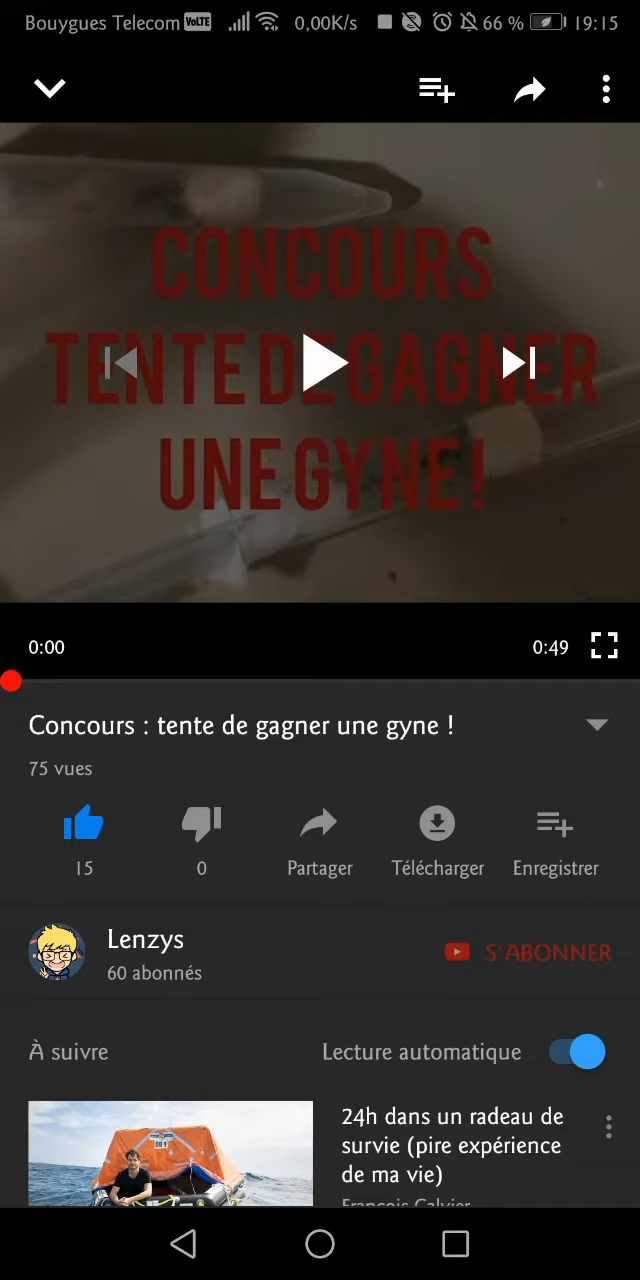 Bouygues Telecom VoLTE 0,00K/s 66 % 19:15
CONCOURS
TENTE DE GAGNER
UNE GYNE !
0:00 0:49
Concours : tente de gagner une gyne !
75 vues
15 0 Partager Télécharger Enregistrer
Lenzys
60 abonnés
S'ABONNER
À suivre Lecture automatique
24h dans un radeau de
survie (pire expérience
de ma vie)